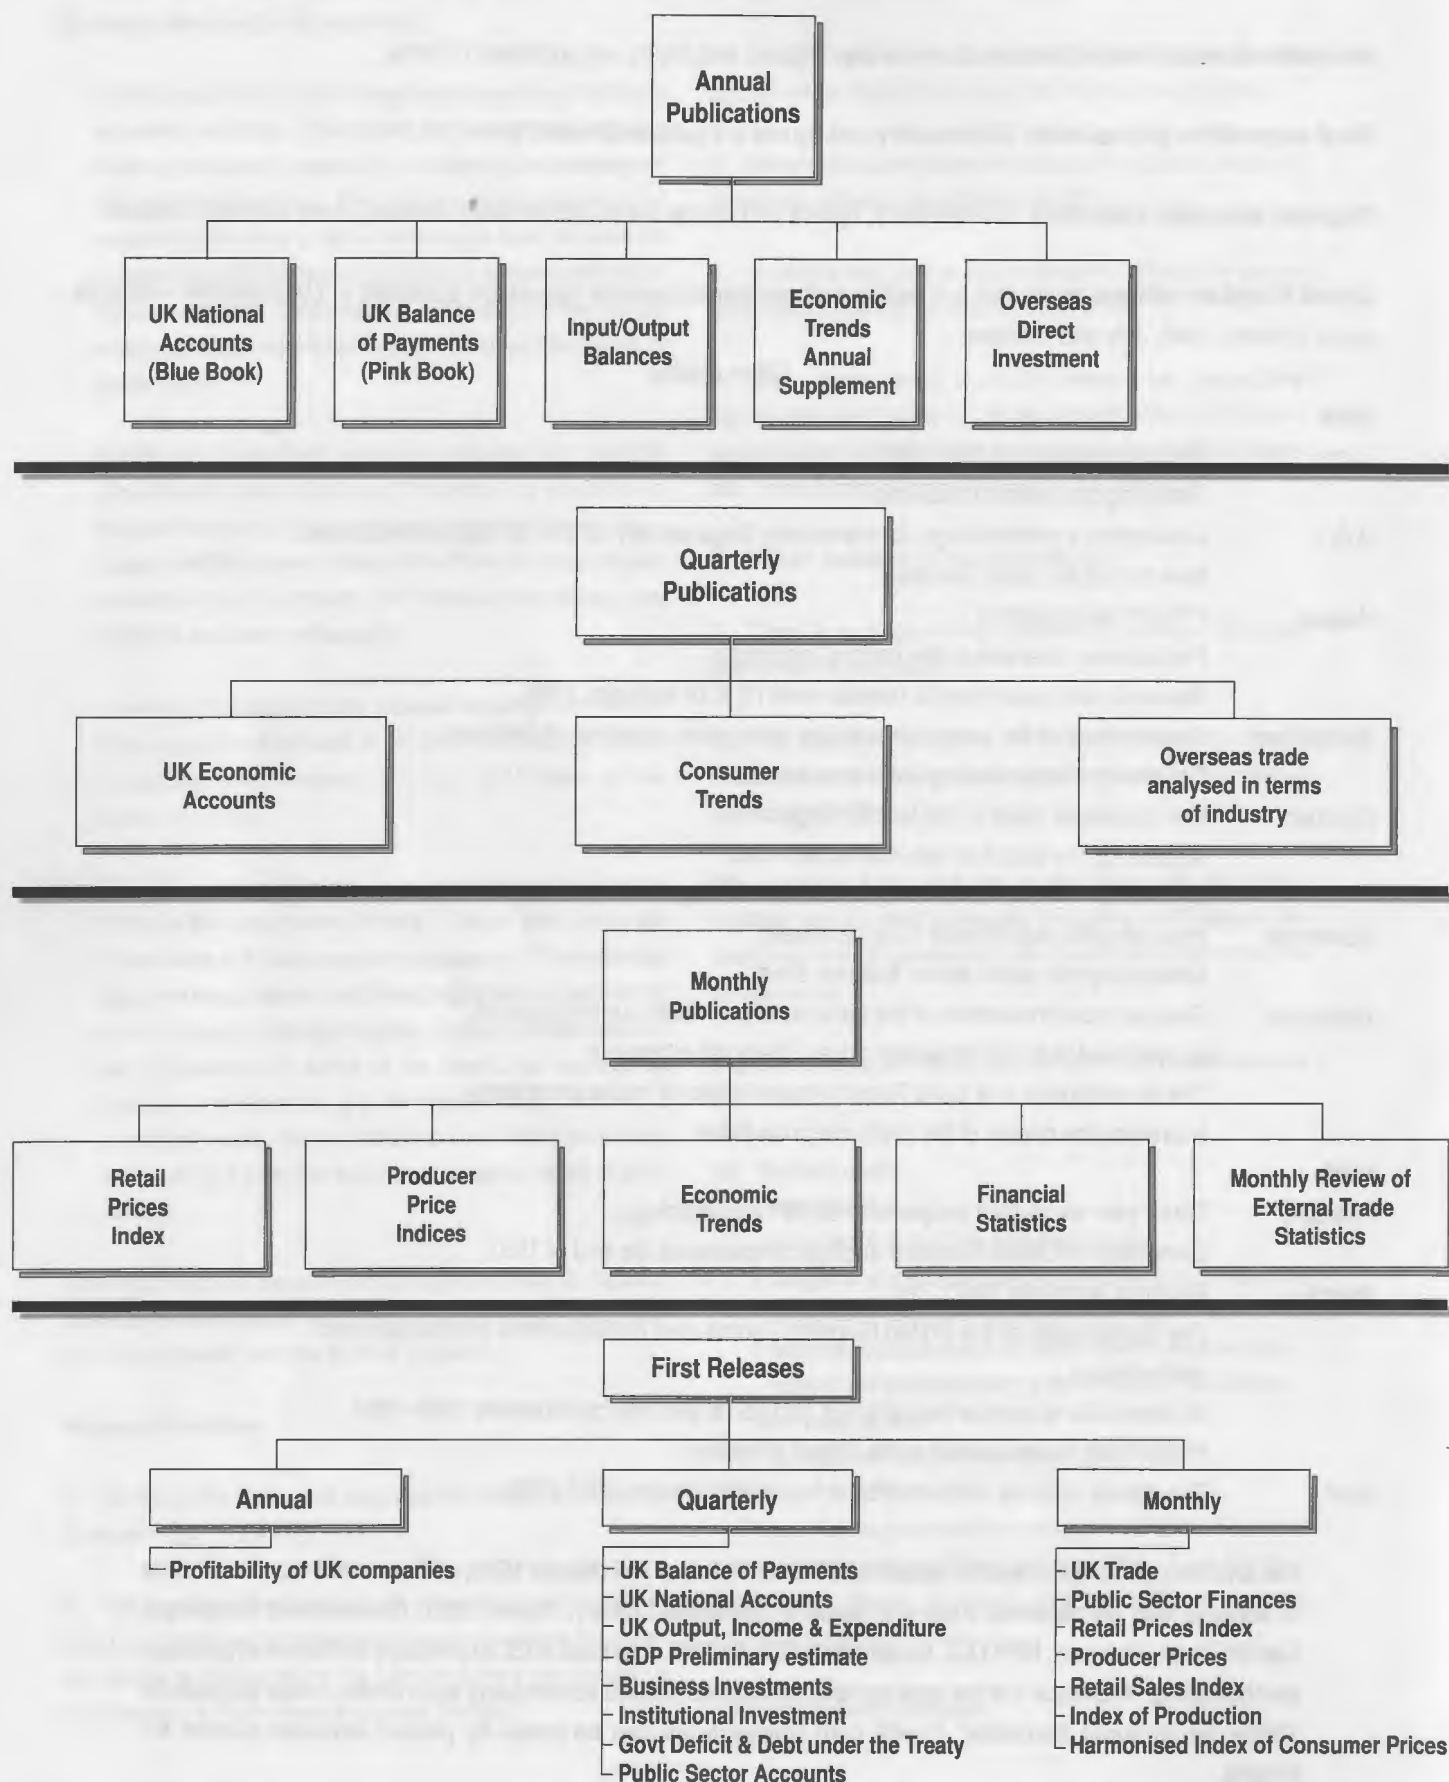 Annual
Publications
UK National
Accounts
(Blue Book)
UK Balance
of Payments
(Pink Book)
Input/Output
Balances
Economic
Trends
Annual
Supplement
Overseas
Direct
Investment
Quarterly
Publications
UK Economic
Accounts
Consumer
Trends
Overseas trade
analysed in terms
of industry
Monthly
Publications
Retail
Prices
Index
Producer
Price
Indices
Economic
Trends
Financial
Statistics
Monthly Review of
External Trade
Statistics
First Releases
Annual
Profitability of UK companies
Quarterly
UK Balance of Payments
UK National Accounts
UK Output, Income & Expenditure
GDP Preliminary estimate
Business Investments
Institutional Investment
Govt Deficit & Debt under the Treaty
Public Sector Accounts
Monthly
UK Trade
Public Sector Finances
Retail Prices Index
Producer Prices
Retail Sales Index
Index of Production
Harmonised Index of Consumer Prices